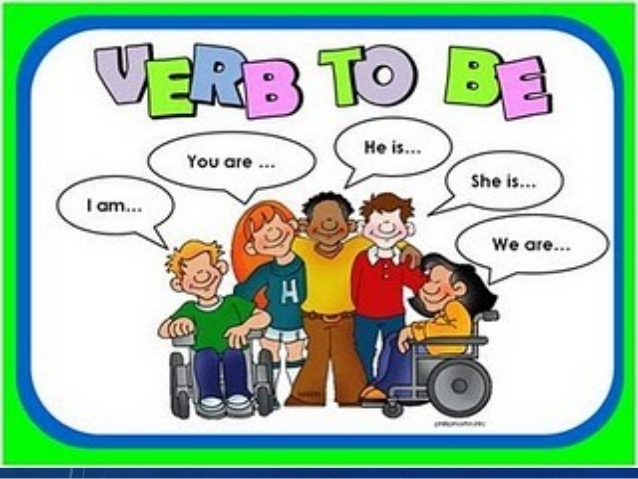 VERB TO BE
I am...
You are ...
He is...
She is...
We are...
H